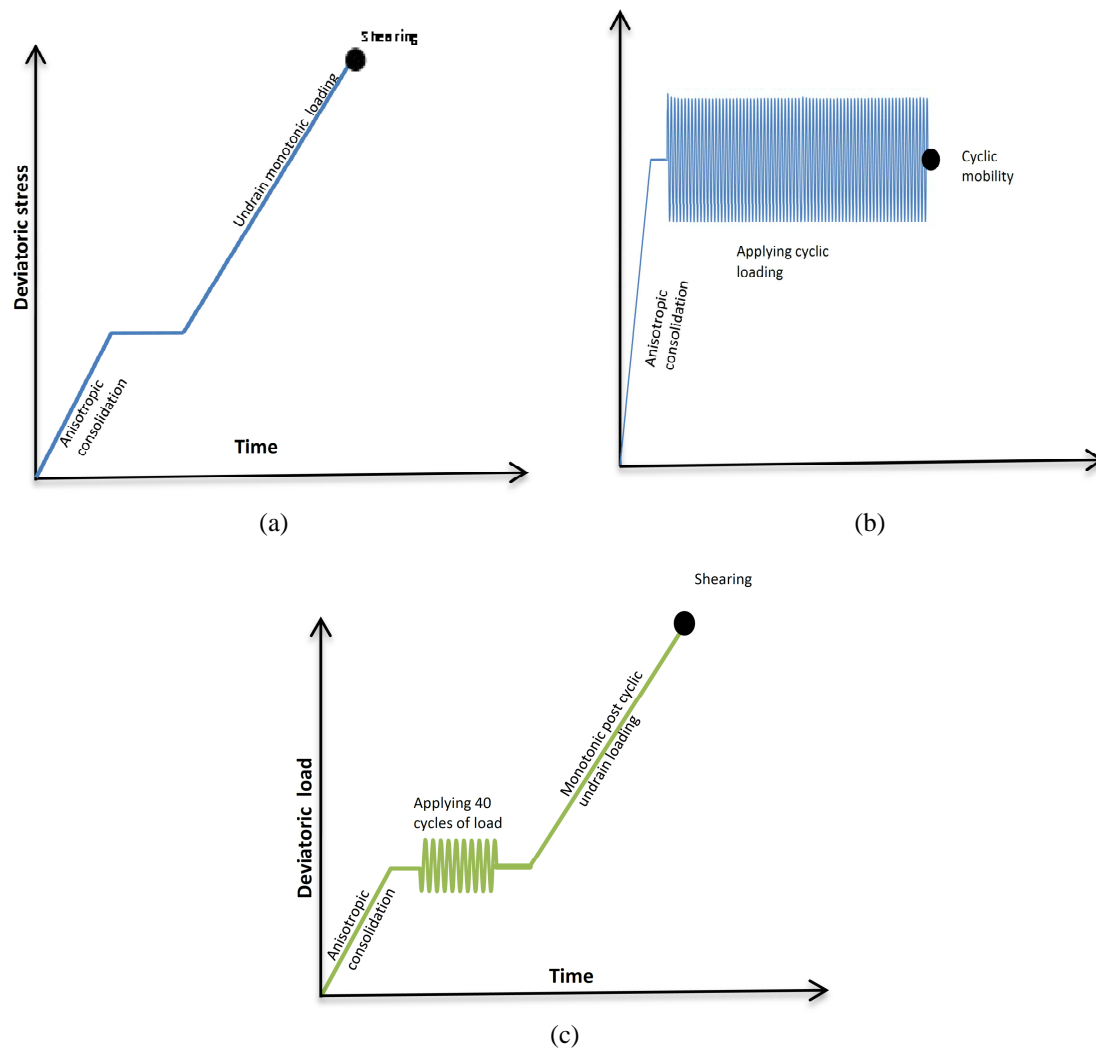 Shearing
Deviatoric stress
Undrain monotonic loading
Anisotropic
consolidation
Time
(a)
Cyclic
mobility
Applying cyclic
loading
Anisotropic
consolidation
(b)
Shearing
Deviatoric load
Monotonic post cyclic
undrain loading
Applying 40
cycles of load
Anisotropic
consolidation
Time
(c)